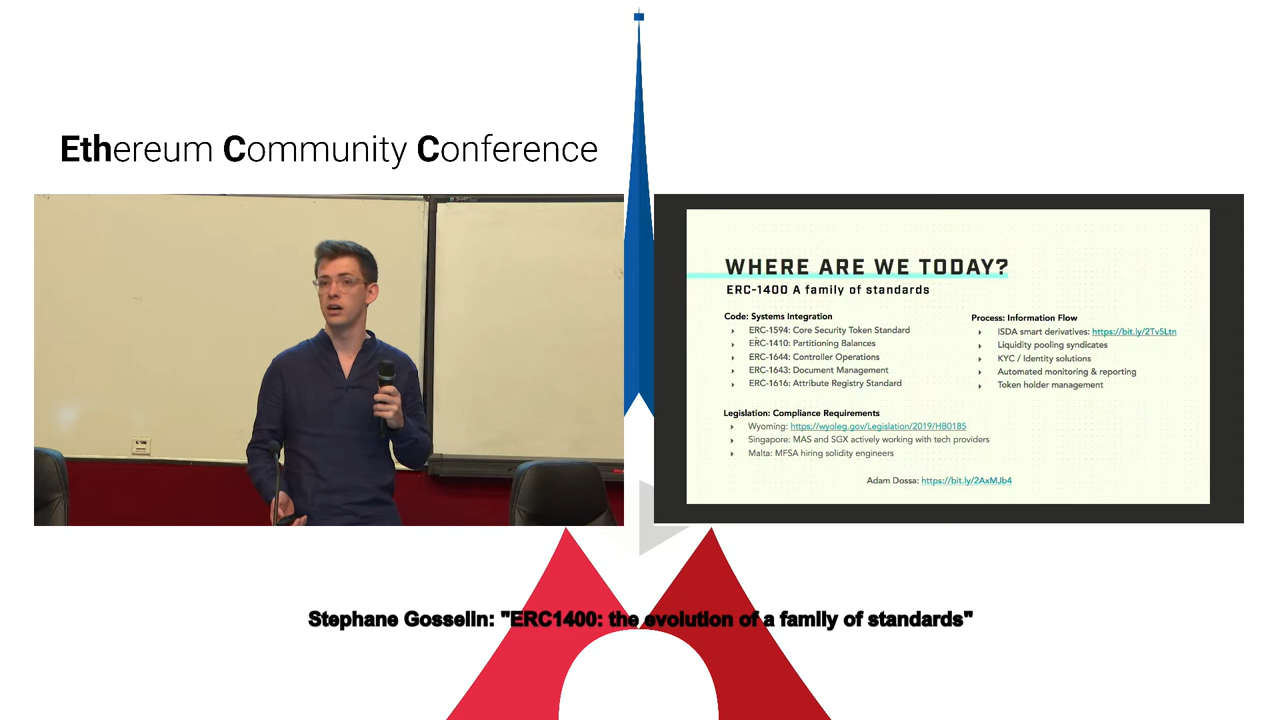 Ethereum Community Conference
WHERE ARE WE TODAY?
ERC-1400 A family of standards
Code: Systems Integration
ERC-1594: Core Security Token Standard
ERC-1410: Partitioning Balances
ERC-1644: Controller Operations
ERC-1643: Document Management
ERC-1616: Attribute Registry Standard
Process: Information Flow
ISDA smart derivatives: https://bit.ly/2Tv5Ltn
Liquidity pooling syndicates
KYC / Identity solutions
Automated monitoring & reporting
Token holder management
Legislation: Compliance Requirements
Wyoming: https://wyoleg.gov/Legislation/2019/HB0185
Singapore: MAS and SGX actively working with tech providers
Malta: MFSA hiring solidity engineers
Adam Dossa: https://bit.ly/2AxMJb4
Stephane Gosselin: "ERC1400: the evolution of a family of standards"